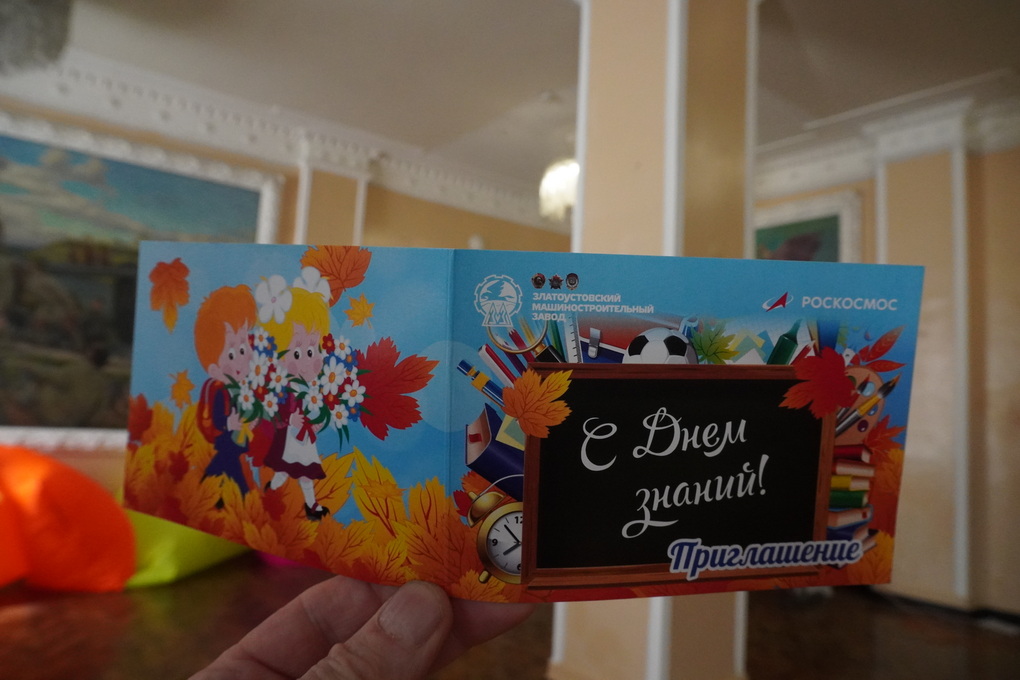 ЗЛАТОУСТОВСКИЙ
МАШИНОСТРОИТЕЛЬНЫЙ
ЗАВОД
РОСКОСМОС
С Днем
знаний!
Приглашение